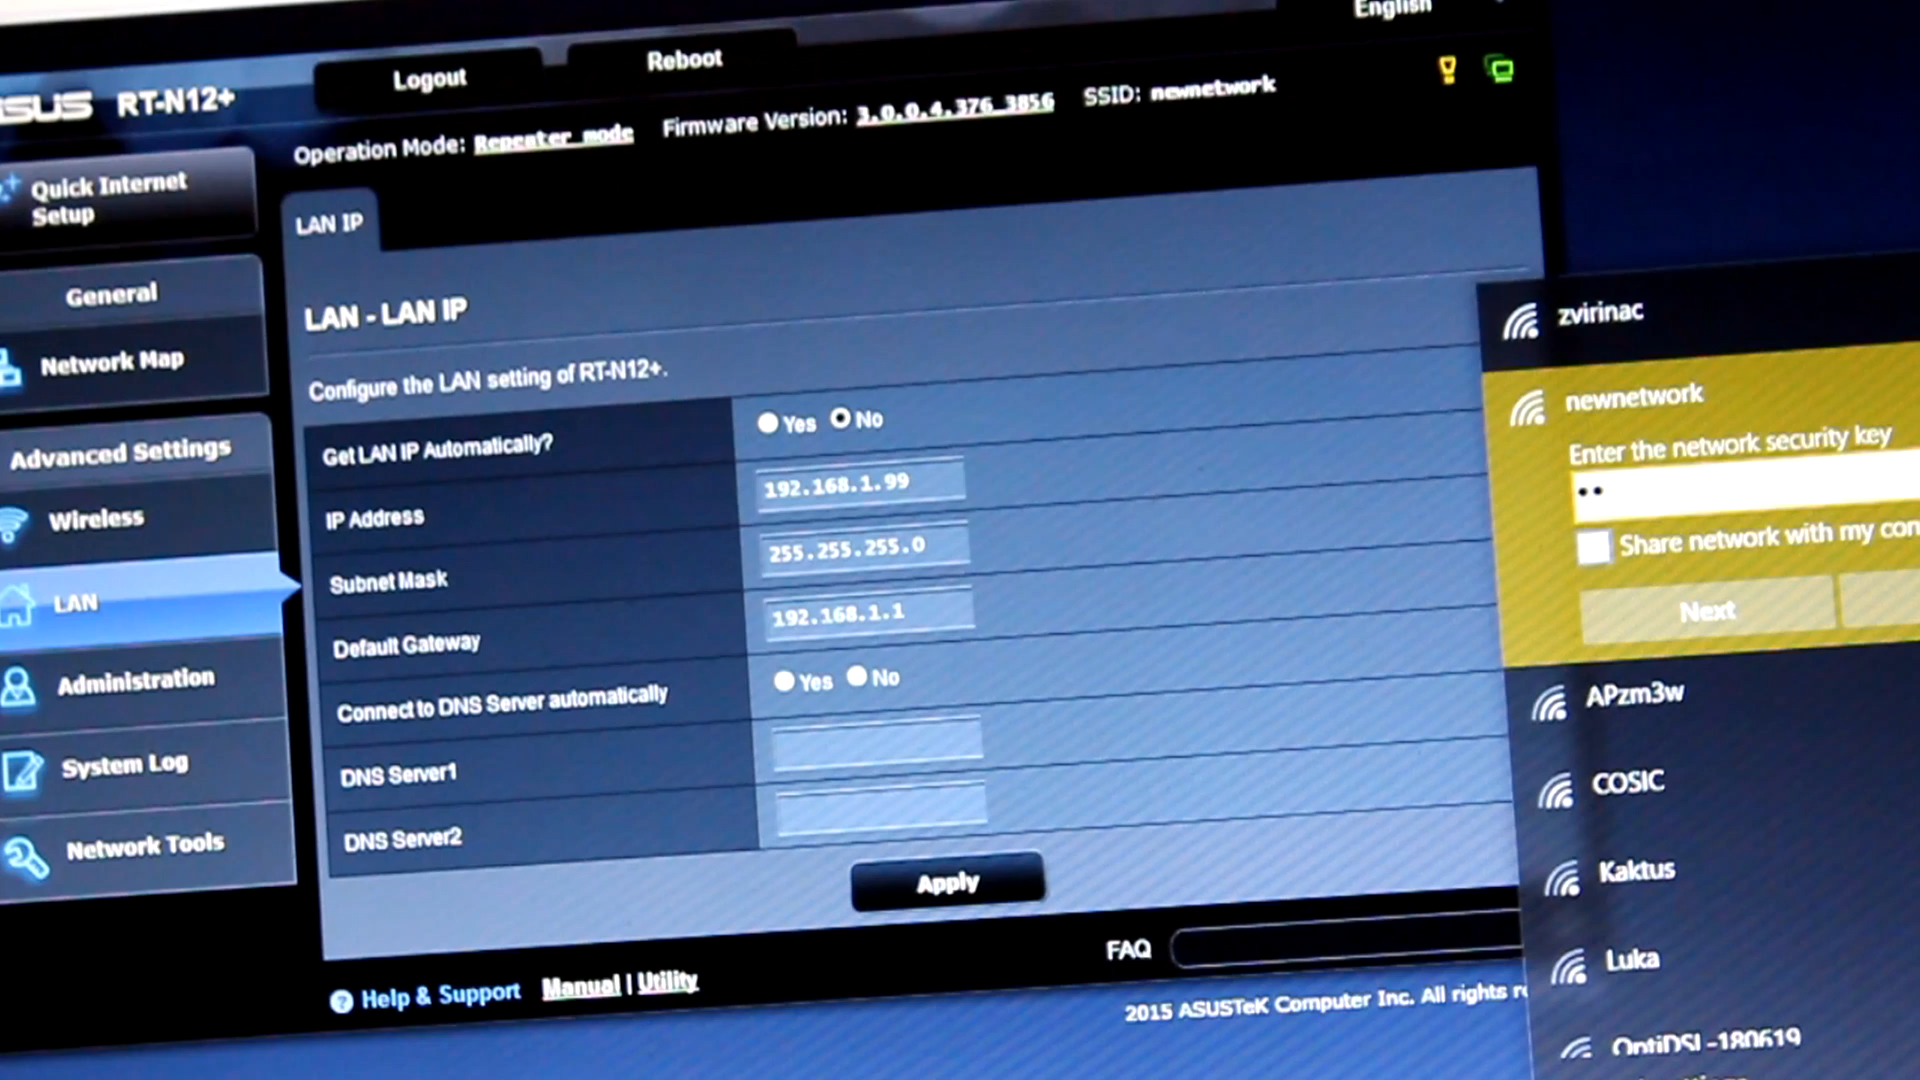 English
Logout
Reboot
ASUS RT-N12+
Operation Mode: Repeater mode Firmware Version: 3.0.0.4.376_3856 SSID: newnetwork
Quick Internet
Setup
General
Network Map
Advanced Settings
Wireless
LAN
Administration
System Log
Network Tools
LAN IP
LAN - LAN IP
Configure the LAN setting of RT-N12+.
Get LAN IP Automatically? Yes No
IP Address 192.168.1.99
Subnet Mask 255.255.255.0
Default Gateway 192.168.1.1
Connect to DNS Server automatically Yes No
DNS Server1
DNS Server2
Apply
Help & Support Manual | Utility
FAQ
2015 ASUSTeK Computer Inc. All rights
zvirinac
newnetwork
Enter the network security key
Share network with my con
Next
APzm3w
COSIC
Kaktus
Luka
OptiDSL-180619